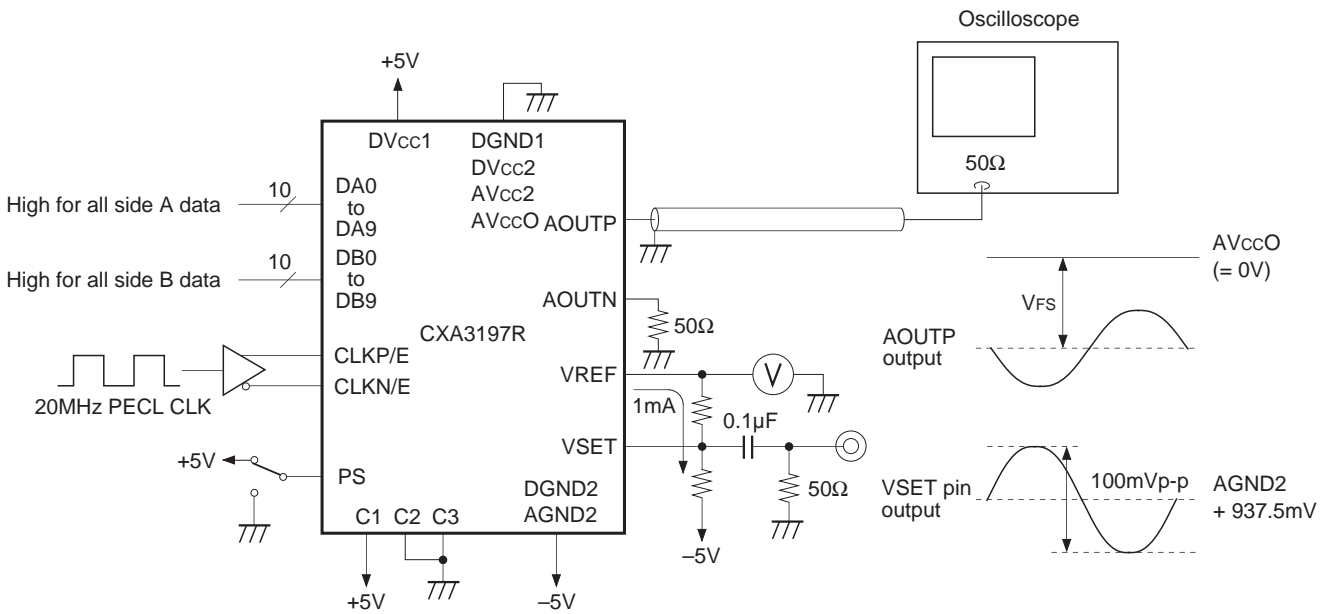 Oscilloscope
+5V
DVCC1
DGND1
DVCC2
AVCC2
AVCCO
50Ω
High for all side A data
10
DA0
to
DA9
AOUTP
High for all side B data
10
DB0
to
DB9
AVCCO
(= 0V)
VFS
AOUTN
50Ω
CXA3197R
AOUTP
output
CLKP/E
CLKN/E
20MHz PECL CLK
VREF
V
1mA
0.1µF
VSET
+5V
PS
50Ω
DGND2
AGND2
VSET pin
output
100mVp-p
AGND2
+ 937.5mV
C1
C2
C3
–5V
+5V
–5V